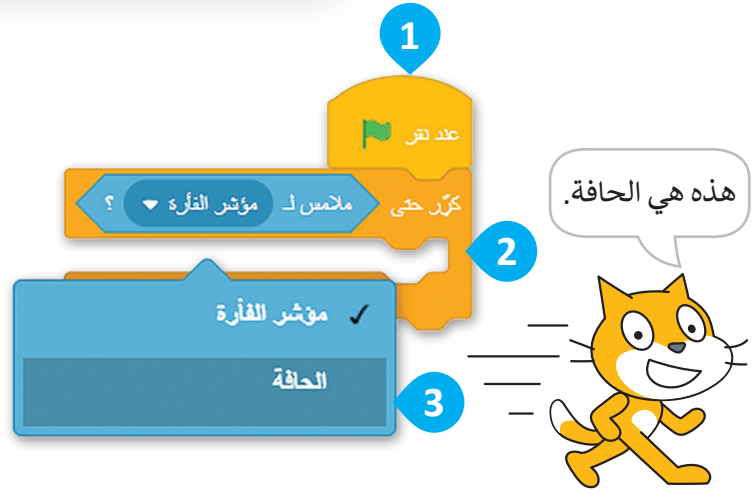 1
عند نقر
كرّر حتى ملامس لـ مؤشر الفأرة ؟
2
هذه هي الحافة.
✓ مؤشر الفأرة
الحافة
3